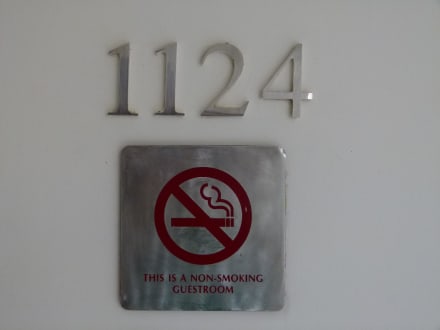 1124
THIS IS A NON-SMOKING
GUESTROOM